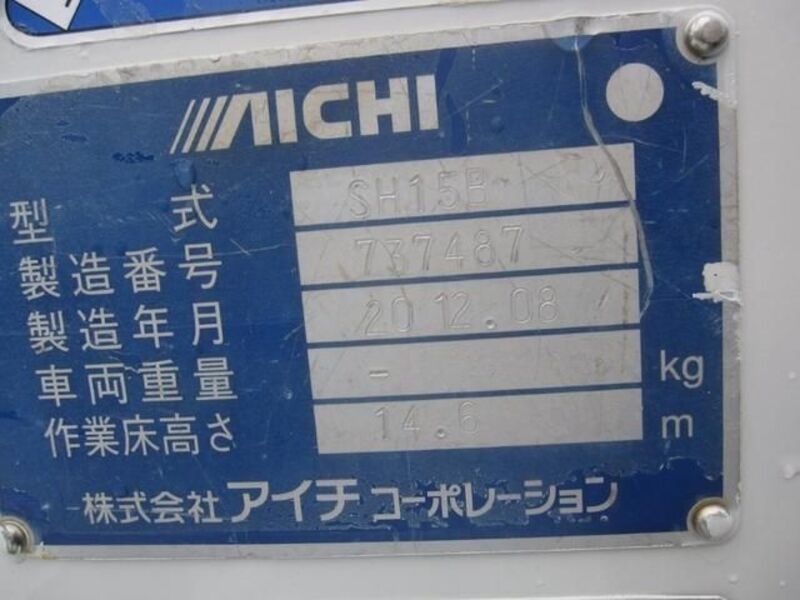 AICHI
型式 SH15B
製造番号 737487
製造年月 2012.08
車両重量 - kg
作業床高さ 14.6 m
株式会社アイチコーポレーション